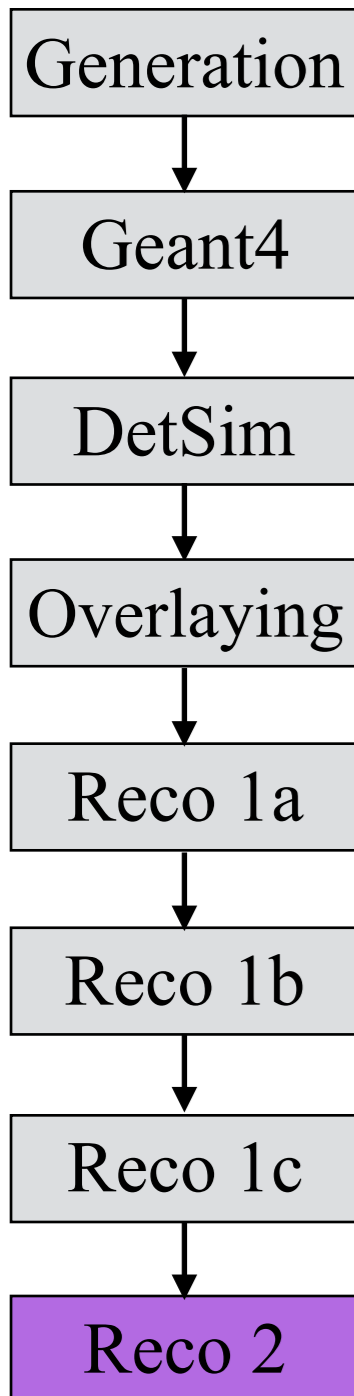 Generation
Geant4
DetSim
Overlaying
Reco 1a
Reco 1b
Reco 1c
Reco 2